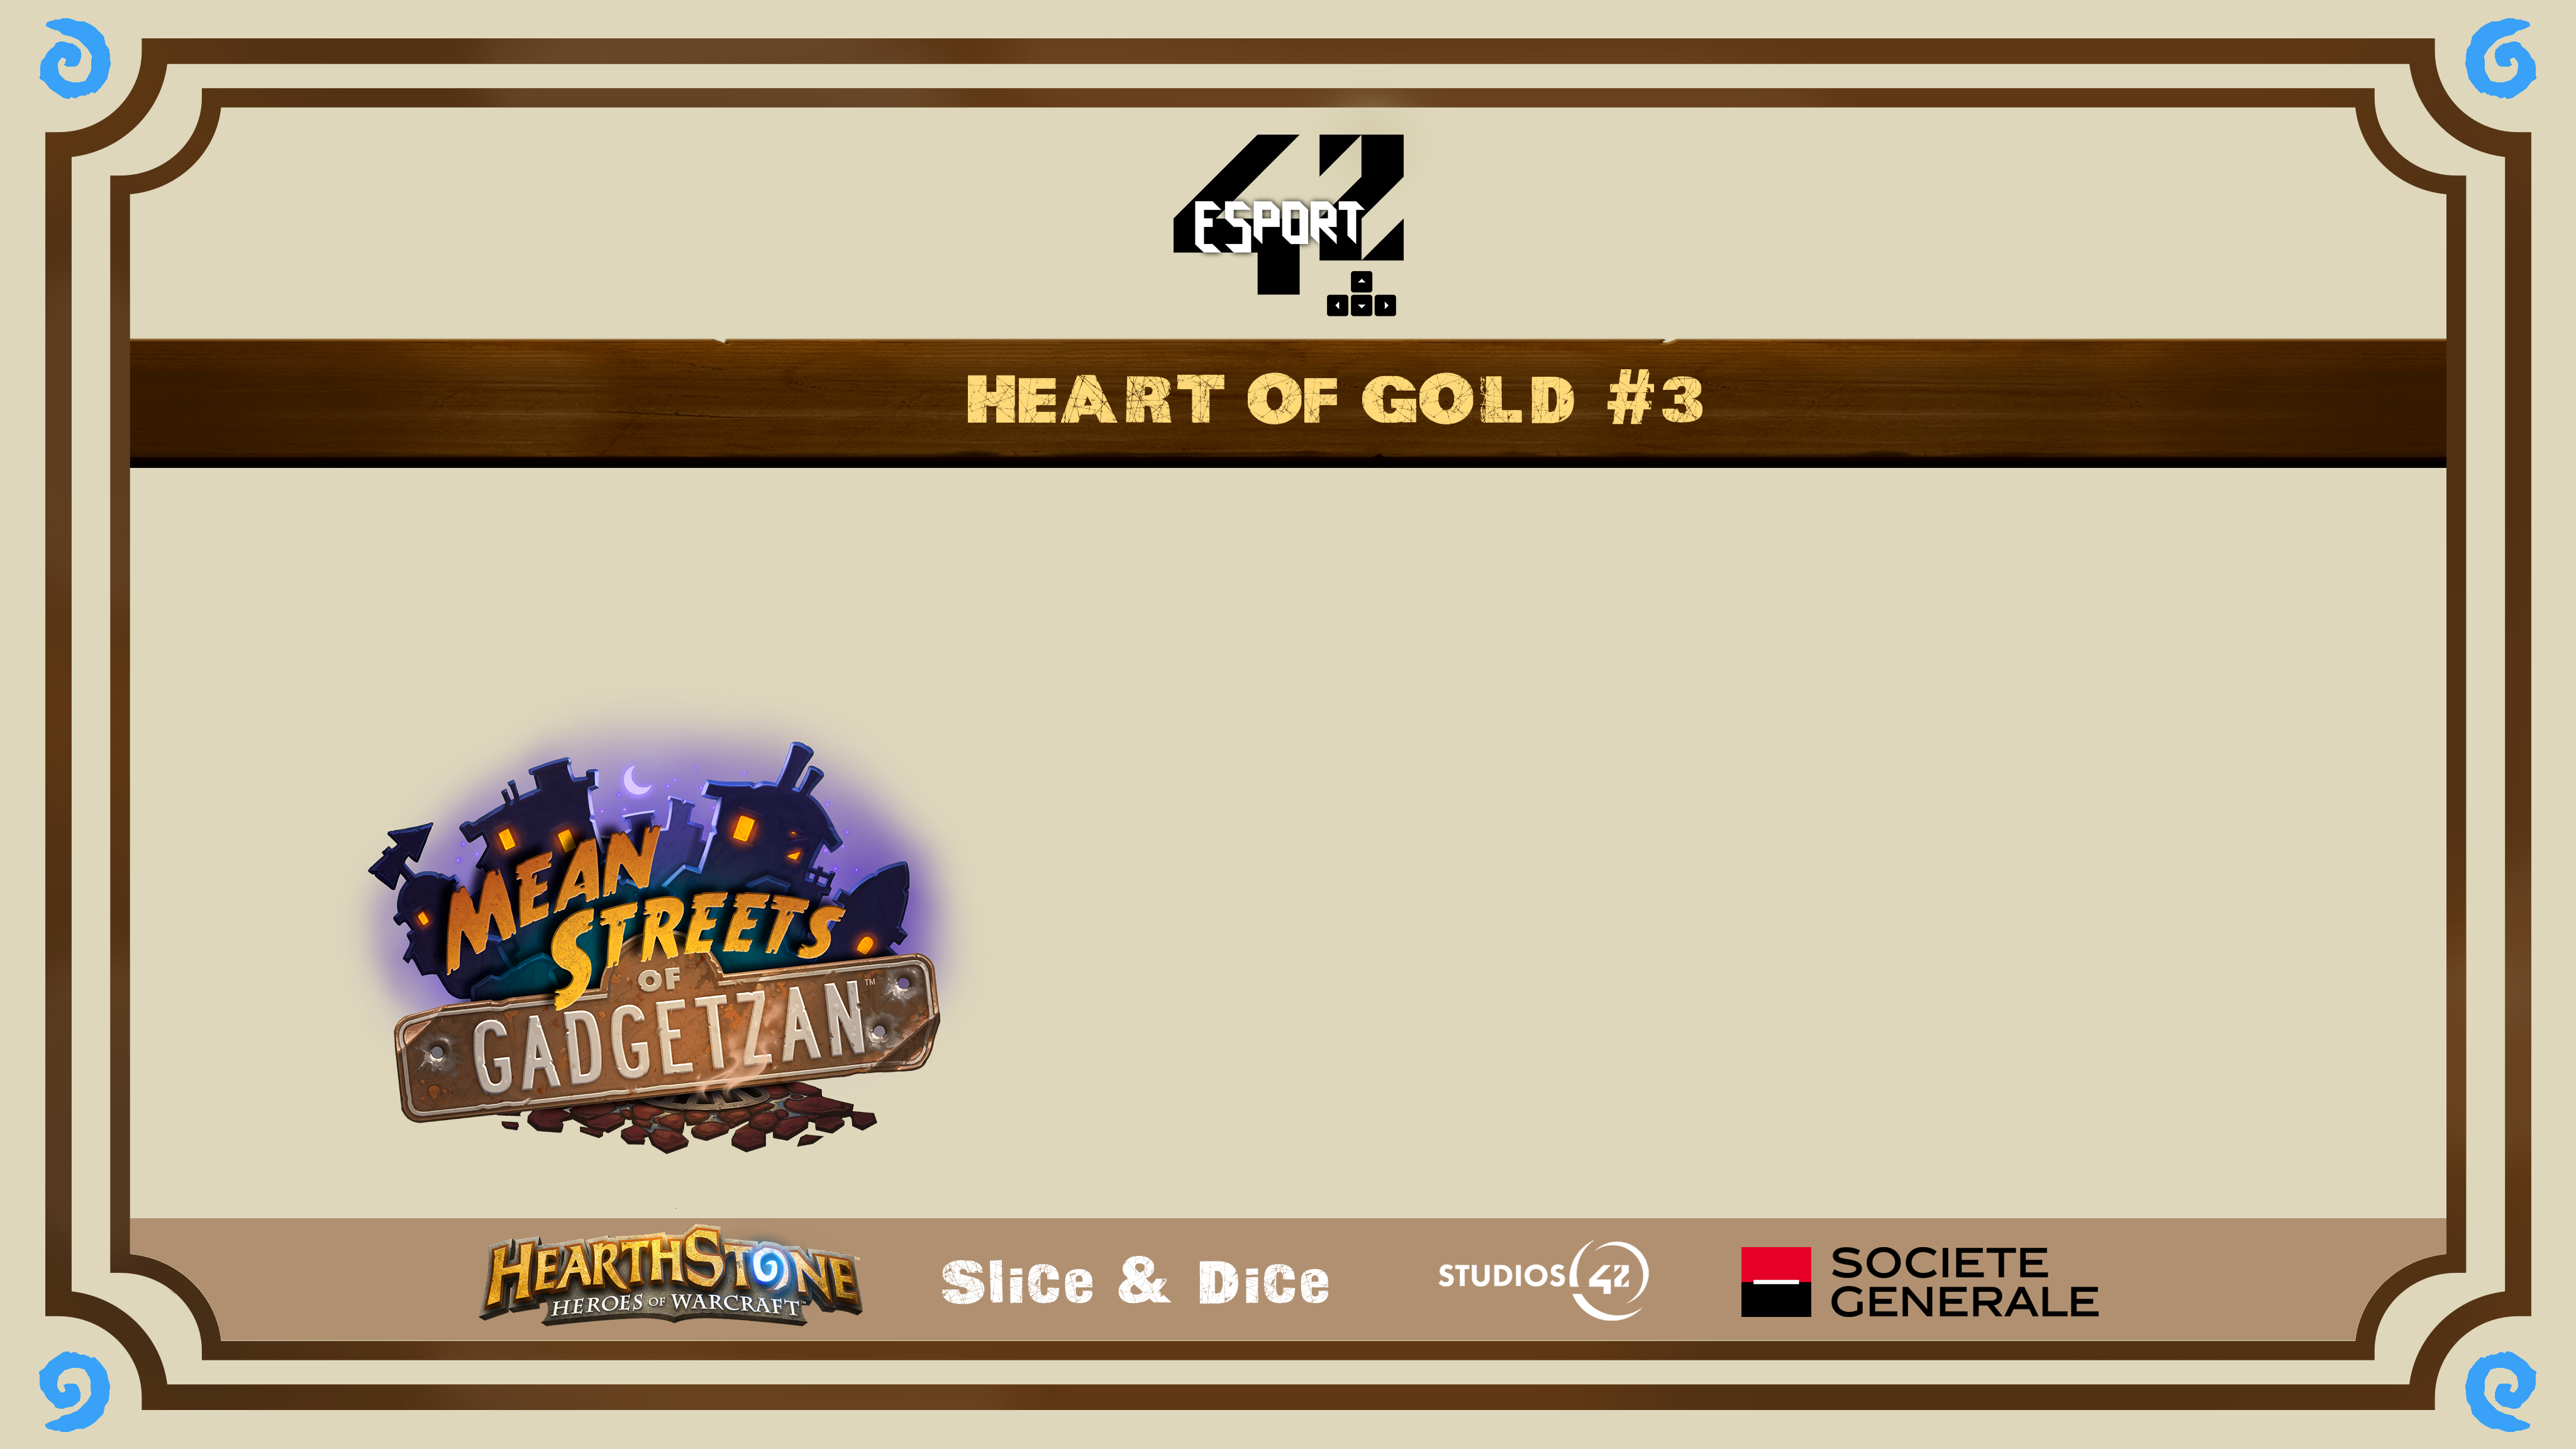 42
ESPORT
HEART OF GOLD #3
MEAN
STREETS
OF
GADGETZAN™
HEARTHSTONE
HEROES OF WARCRAFT™
Slice & Dice
STUDIOS 42
SOCIETE
GENERALE